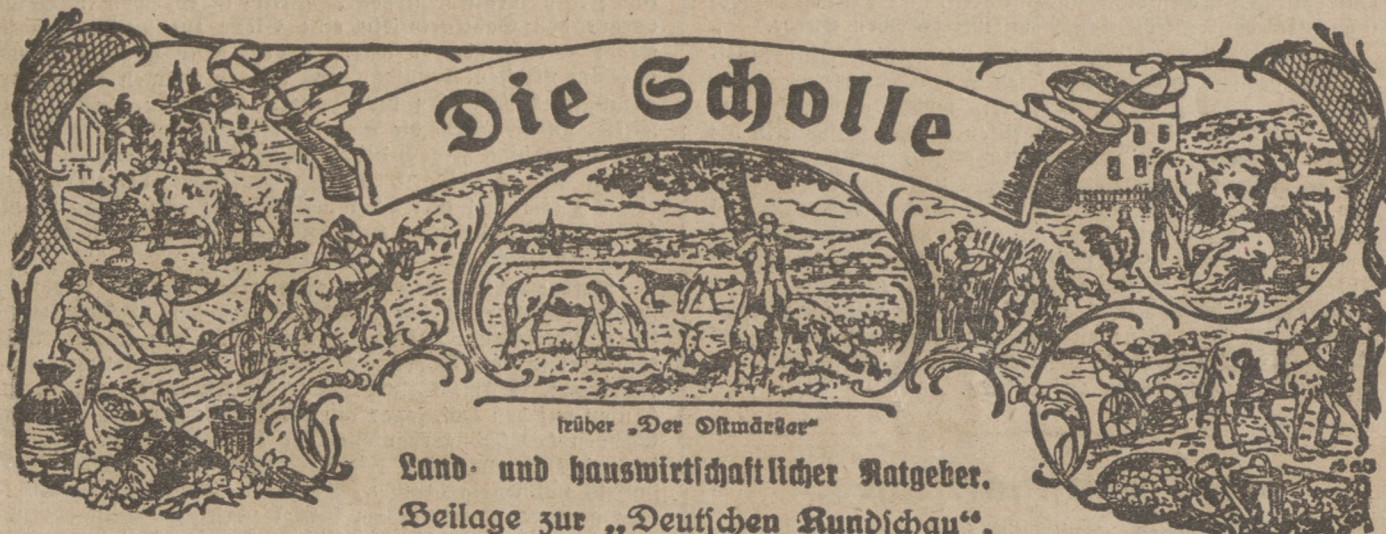 Die Scholle
früher „Der Ostmärker“
Land- und hauswirtschaftlicher Ratgeber.
Beilage zur „Deutschen Rundschau“.